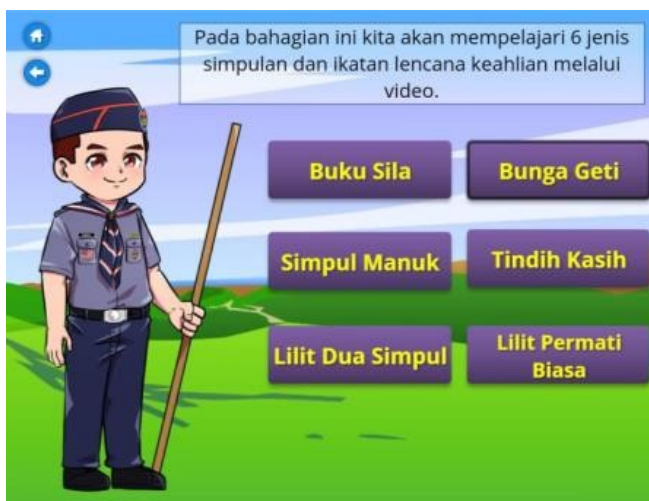 Pada bahagian ini kita akan mempelajari 6 jenis
simpulan dan ikatan lencana keahlian melalui
video.
Buku Sila
Bunga Geti
Simpul Manuk
Tindih Kasih
Lilit Dua Simpul
Lilit Permati
Biasa